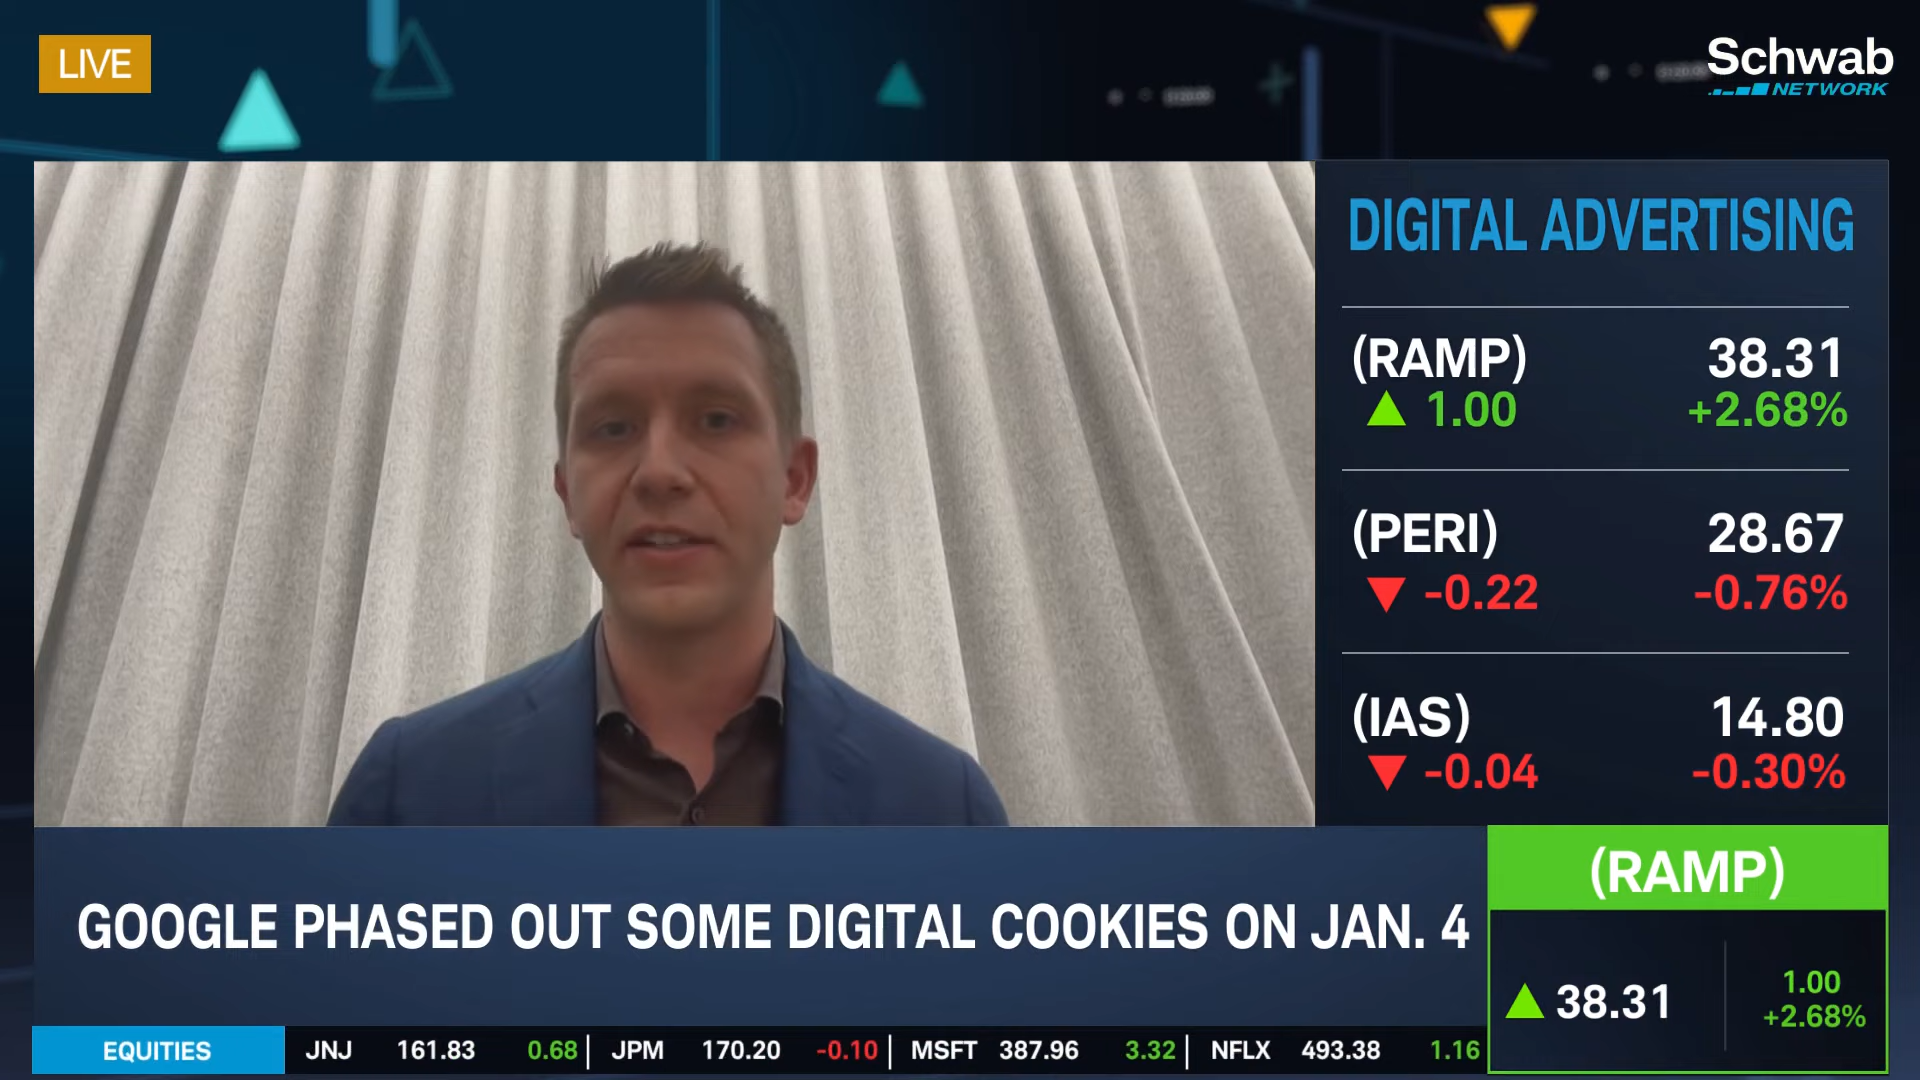 LIVE
Schwab
NETWORK
DIGITAL ADVERTISING
(RAMP) 38.31
▲ 1.00 +2.68%
(PERI) 28.67
▼ -0.22 -0.76%
(IAS) 14.80
▼ -0.04 -0.30%
GOOGLE PHASED OUT SOME DIGITAL COOKIES ON JAN. 4
(RAMP)
▲ 38.31
1.00
+2.68%
EQUITIES JNJ 161.83 0.68 | JPM 170.20 -0.10 | MSFT 387.96 3.32 | NFLX 493.38 1.16